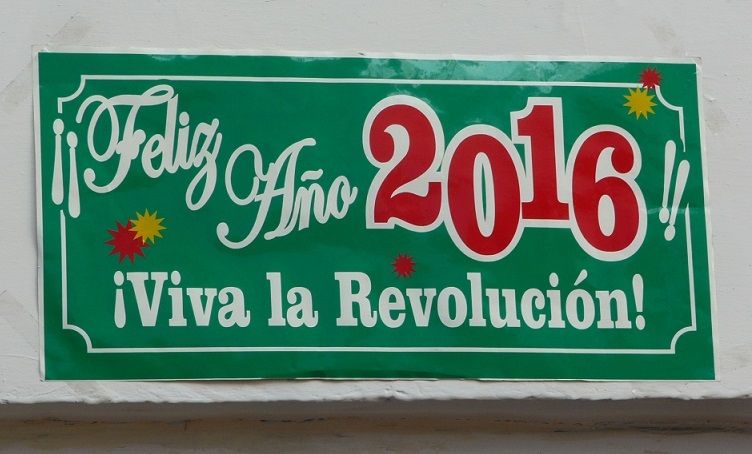 ¡¡Feliz Año 2016!!
¡Viva la Revolución!